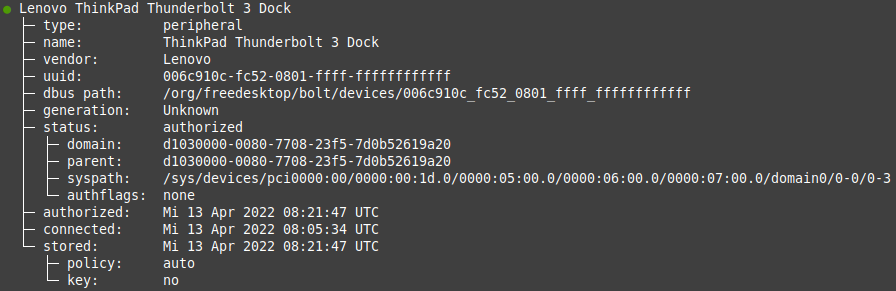 ● Lenovo ThinkPad Thunderbolt 3 Dock
├─ type: peripheral
├─ name: ThinkPad Thunderbolt 3 Dock
├─ vendor: Lenovo
├─ uuid: 006c910c-fc52-0801-ffff-ffffffffffff
├─ dbus path: /org/freedesktop/bolt/devices/006c910c_fc52_0801_ffff_ffffffffffff
├─ generation: Unknown
├─ status: authorized
│ ├─ domain: d1030000-0080-7708-23f5-7d0b52619a20
│ ├─ parent: d1030000-0080-7708-23f5-7d0b52619a20
│ ├─ syspath: /sys/devices/pci0000:00/0000:00:1d.0/0000:05:00.0/0000:06:00.0/0000:07:00.0/domain0/0-0/0-3
│ └─ authflags: none
├─ authorized: Mi 13 Apr 2022 08:21:47 UTC
├─ connected: Mi 13 Apr 2022 08:05:34 UTC
└─ stored: Mi 13 Apr 2022 08:21:47 UTC
├─ policy: auto
└─ key: no